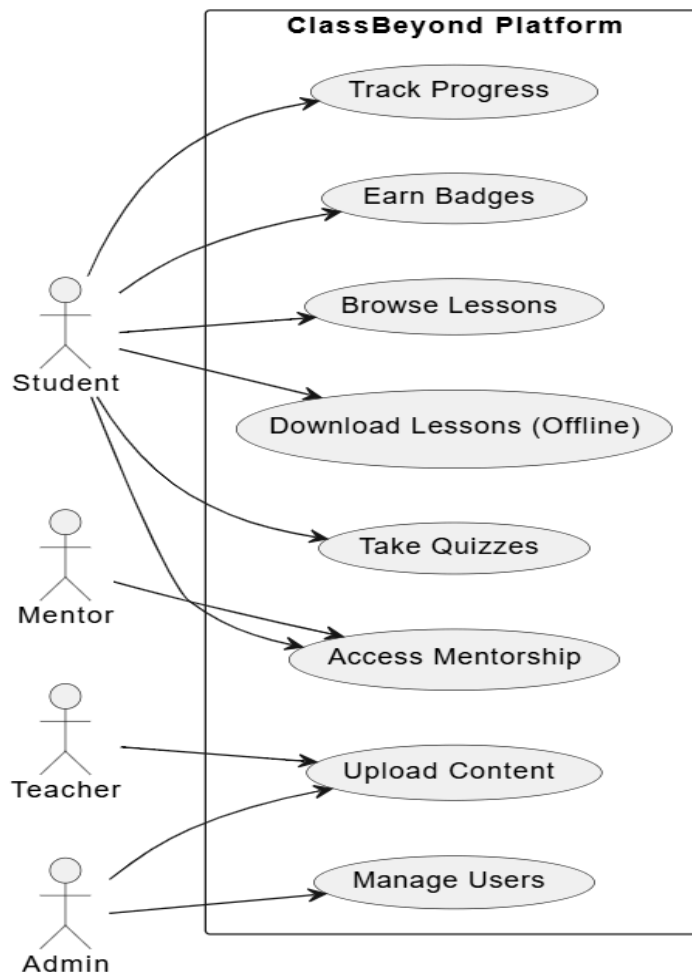 ClassBeyond Platform
Track Progress
Earn Badges
Browse Lessons
Student
Download Lessons (Offline)
Take Quizzes
Mentor
Access Mentorship
Teacher
Upload Content
Manage Users
Admin